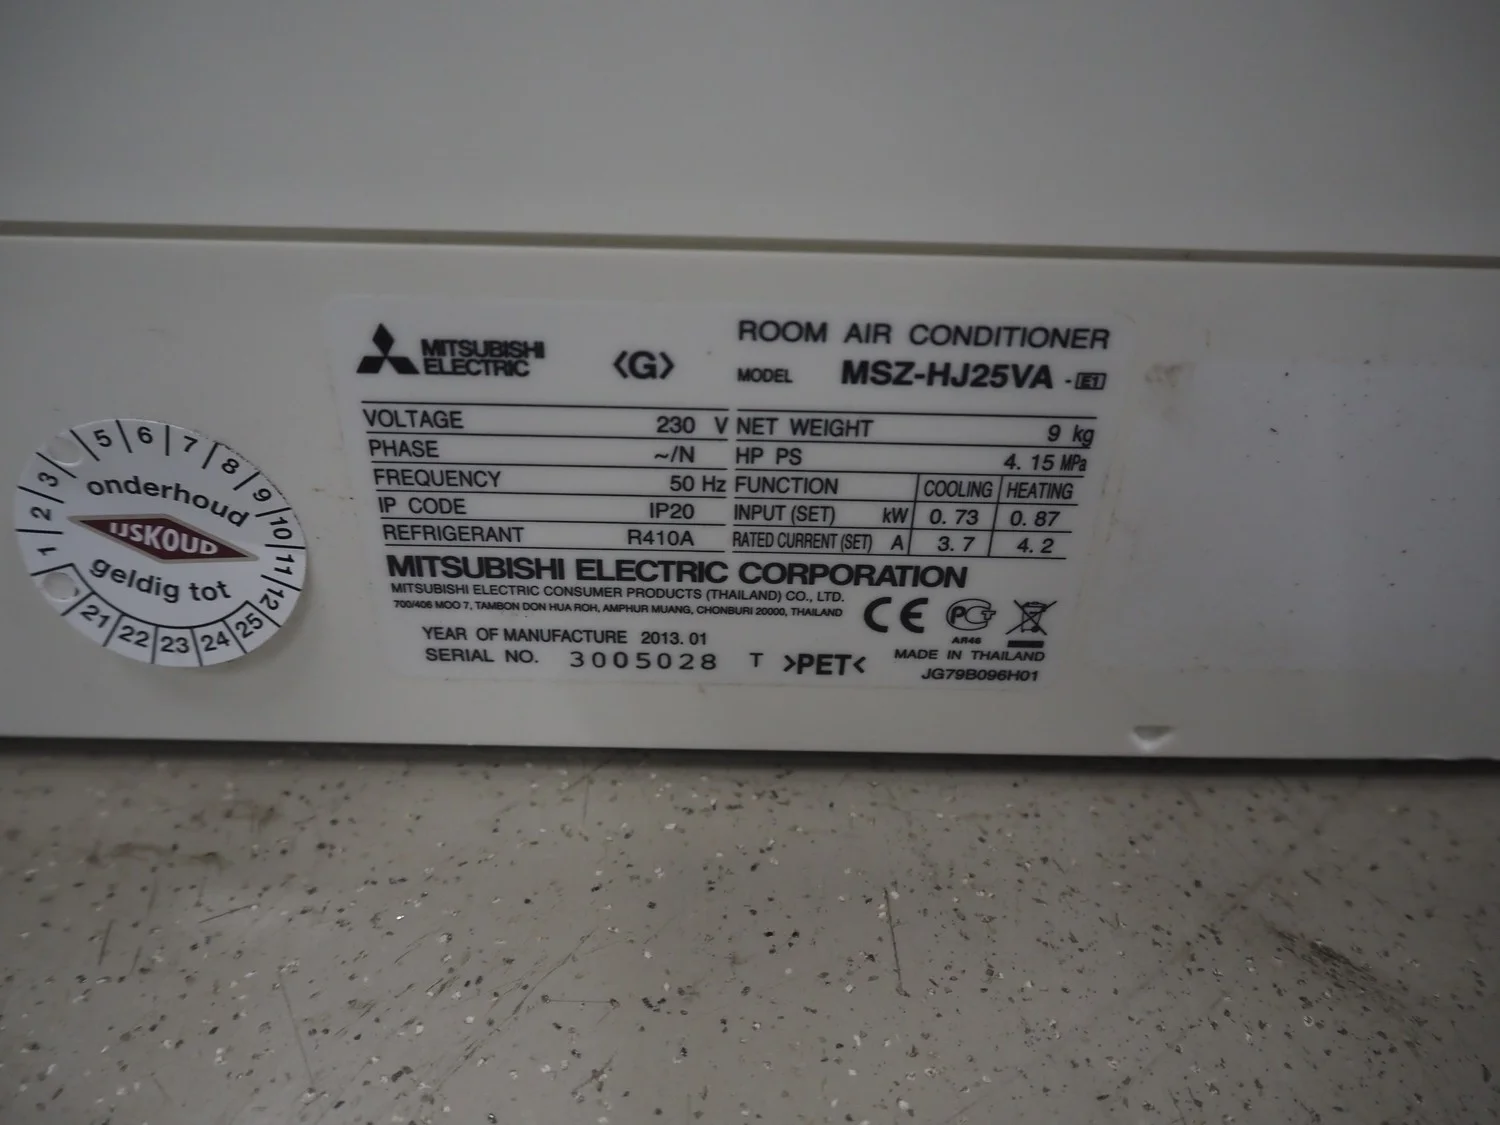 MITSUBISHI
ELECTRIC
<G>
ROOM AIR CONDITIONER
MODEL MSZ-HJ25VA - E1
VOLTAGE 230 V
PHASE ~/N
FREQUENCY 50 Hz
IP CODE IP20
REFRIGERANT R410A
NET WEIGHT 9 kg
HP PS 4. 15 MPa
FUNCTION COOLING HEATING
INPUT (SET) kW 0. 73 0. 87
RATED CURRENT (SET) A 3. 7 4. 2
MITSUBISHI ELECTRIC CORPORATION
MITSUBISHI ELECTRIC CONSUMER PRODUCTS (THAILAND) CO., LTD.
700/406 MOO 7, TAMBON DON HUA ROH, AMPHUR MUANG, CHONBURI 20000, THAILAND
CE
PCT
AR46
YEAR OF MANUFACTURE 2013. 01
MADE IN THAILAND
SERIAL NO. 3005028 T >PET<
JG79B096H01
1 2 3 5 6 7 8 9 10 11 12
onderhoud
IJSKOUD
geldig tot
21 22 23 24 25